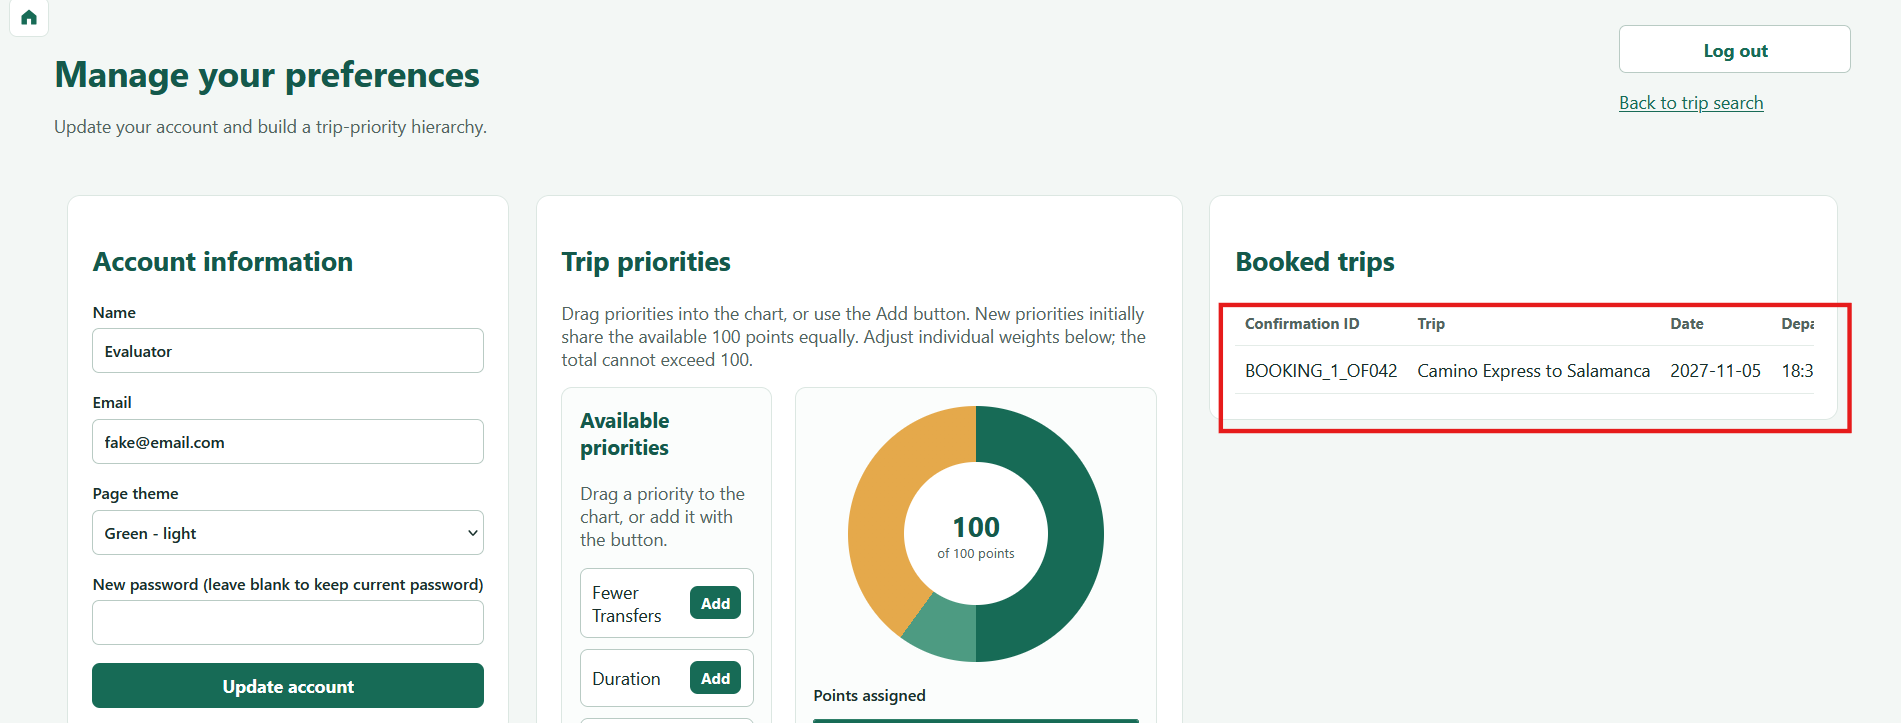 Manage your preferences
Update your account and build a trip-priority hierarchy.
Log out
Back to trip search
Account information
Name
Evaluator
Email
fake@email.com
Page theme
Green - light
New password (leave blank to keep current password)
Update account
Trip priorities
Drag priorities into the chart, or use the Add button. New priorities initially
share the available 100 points equally. Adjust individual weights below; the
total cannot exceed 100.
Available
priorities
Drag a priority to the
chart, or add it with
the button.
Fewer
Transfers
Add
Duration
Add
100
of 100 points
Points assigned
Booked trips
Confirmation ID Trip Date Depa
BOOKING_1_OF042 Camino Express to Salamanca 2027-11-05 18:3